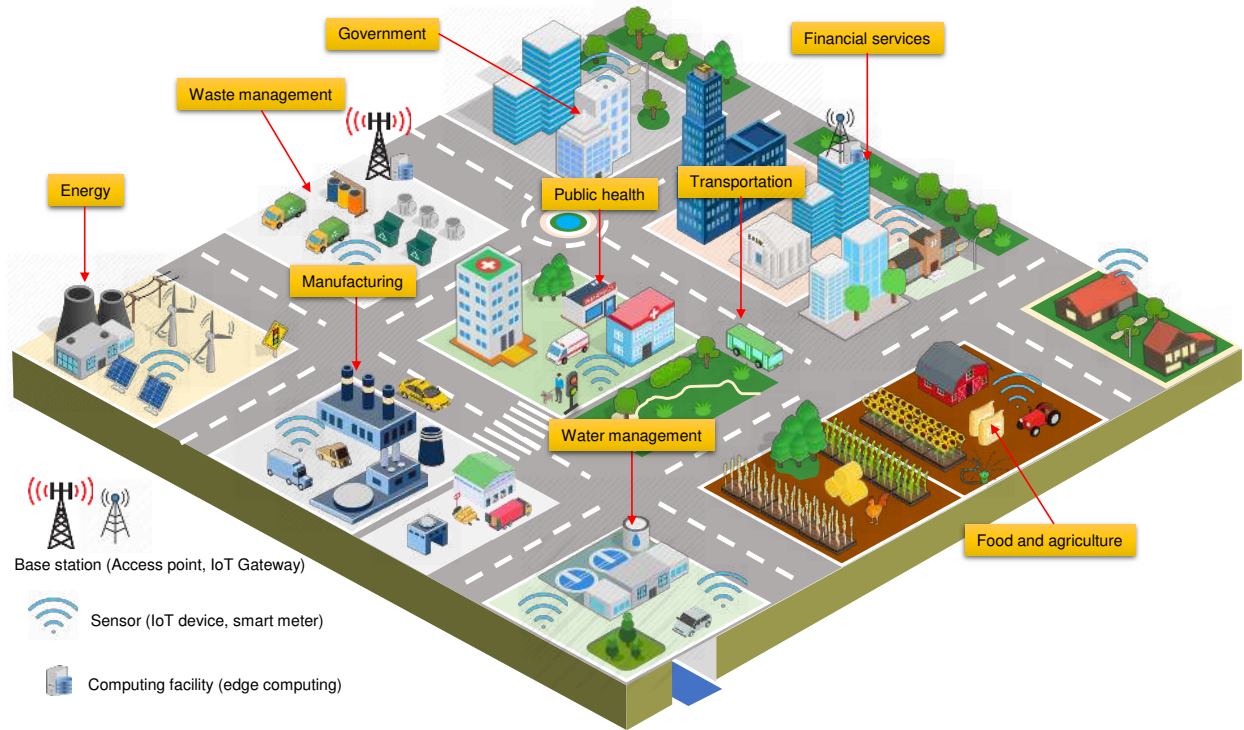 Government
Financial services
Waste management
Energy
Public health
Transportation
Manufacturing
Water management
Food and agriculture
Base station (Access point, IoT Gateway)
Sensor (IoT device, smart meter)
Computing facility (edge computing)